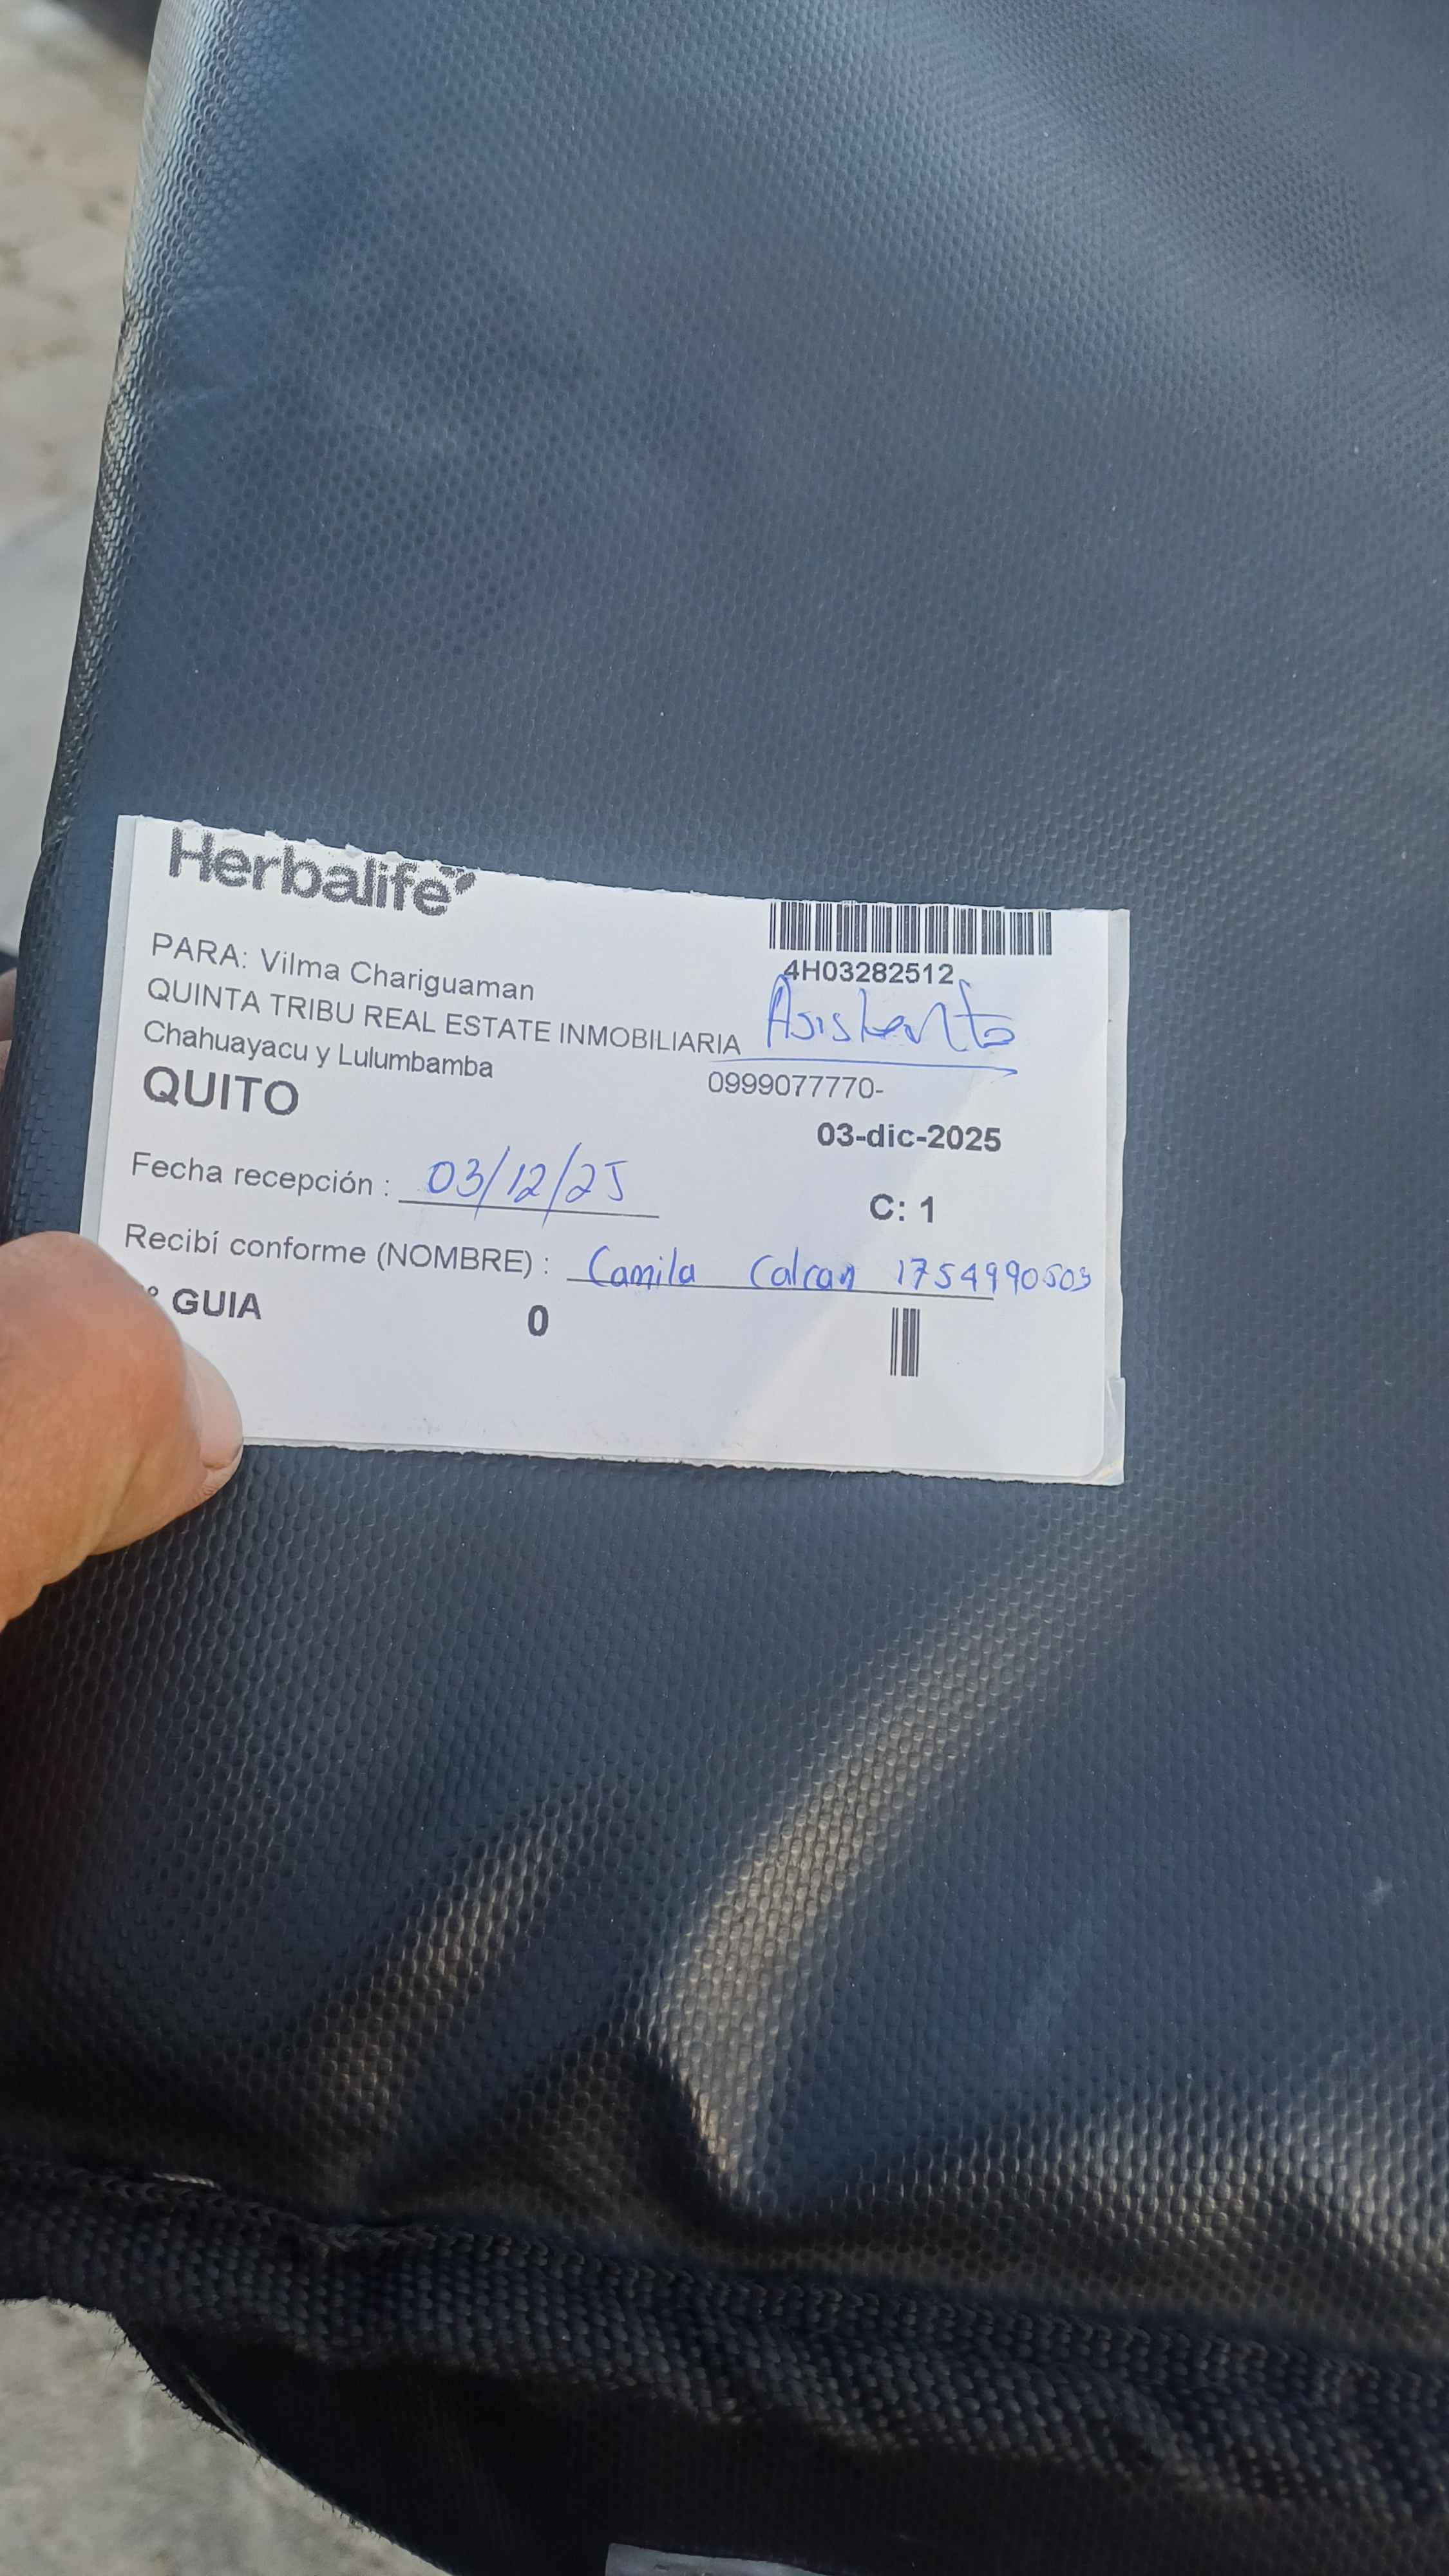 Herbalife
4H03282512
PARA: Vilma Chariguaman
QUINTA TRIBU REAL ESTATE INMOBILIARIA
Asistente
Chahuayacu y Lulumbamba
0999077770-
QUITO
03-dic-2025
Fecha recepción : 03/12/25
C: 1
Recibí conforme (NOMBRE) : Camila Calcan 1754990503
° GUIA 0